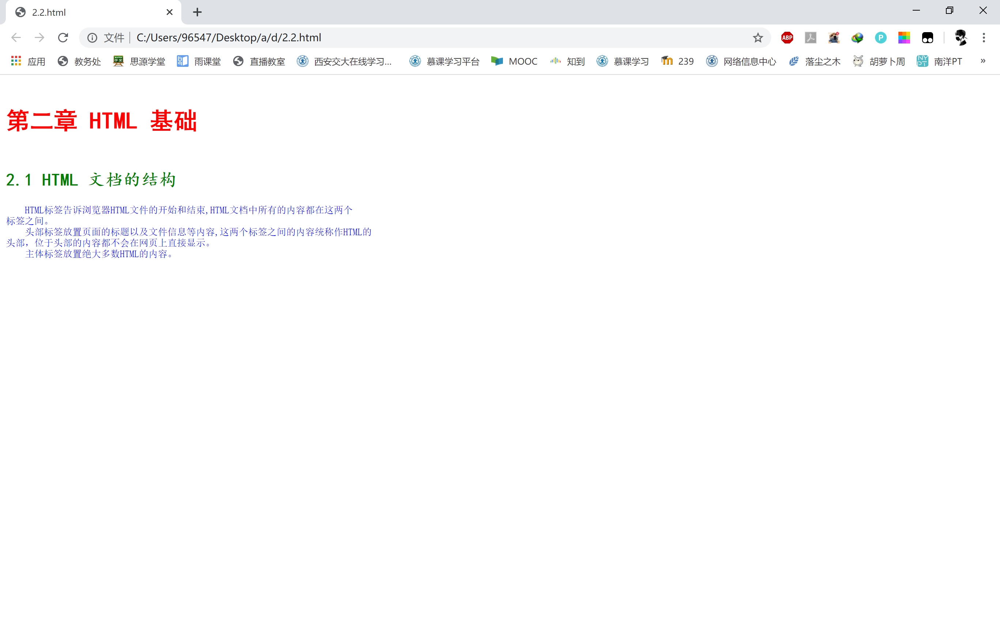 2.2.html
文件 C:/Users/96547/Desktop/a/d/2.2.html
ABP P
应用 教务处 XJTU 学堂 思源学堂 雨课堂 直播教室 西安交大在线学习... 慕课学习平台 MOOC 知到 慕课学习 239 网络信息中心 落尘之木 胡萝卜周 NY PT 南洋PT »
第二章 HTML 基础
2.1 HTML 文档的结构
HTML标签告诉浏览器HTML文件的开始和结束,HTML文档中所有的内容都在这两个
标签之间。
头部标签放置页面的标题以及文件信息等内容,这两个标签之间的内容统称作HTML的
头部，位于头部的内容都不会在网页上直接显示。
主体标签放置绝大多数HTML的内容。